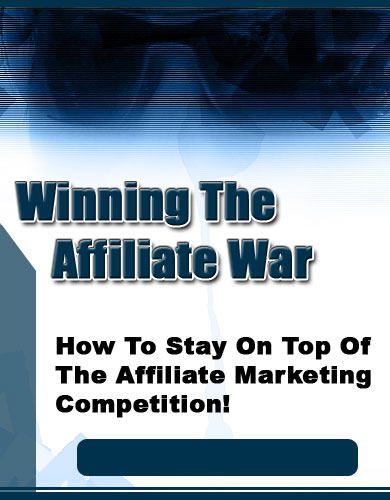 Winning The
Affiliate War
How To Stay On Top Of
The Affiliate Marketing
Competition!